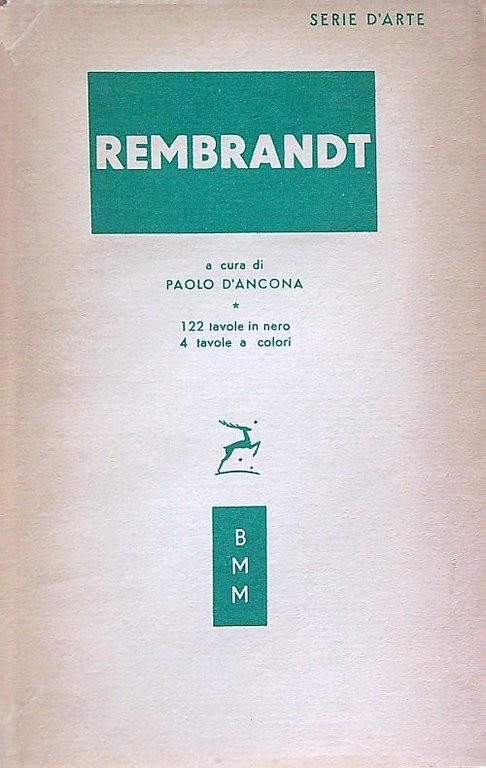 SERIE D'ARTE
REMBRANDT
a cura di
PAOLO D'ANCONA
*
122 tavole in nero
4 tavole a colori
B
M
M